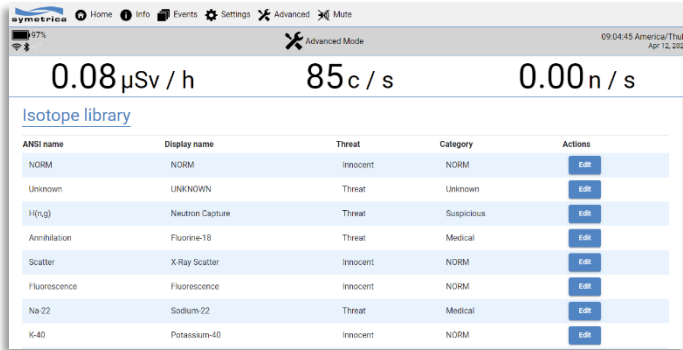 symetrica Home Info Events Settings Advanced Mute
97% Advanced Mode 09:04:45 America/Thul
Apr 12, 202
0.08 µSv / h 85 c / s 0.00 n / s
Isotope library
ANSI name Display name Threat Category Actions
NORM NORM Innocent NORM Edit
Unknown UNKNOWN Threat Unknown Edit
H(n,g) Neutron Capture Threat Suspicious Edit
Annihilation Fluorine-18 Threat Medical Edit
Scatter X-Ray Scatter Innocent NORM Edit
Fluorescence Fluorescence Innocent NORM Edit
Na-22 Sodium-22 Threat Medical Edit
K-40 Potassium-40 Innocent NORM Edit